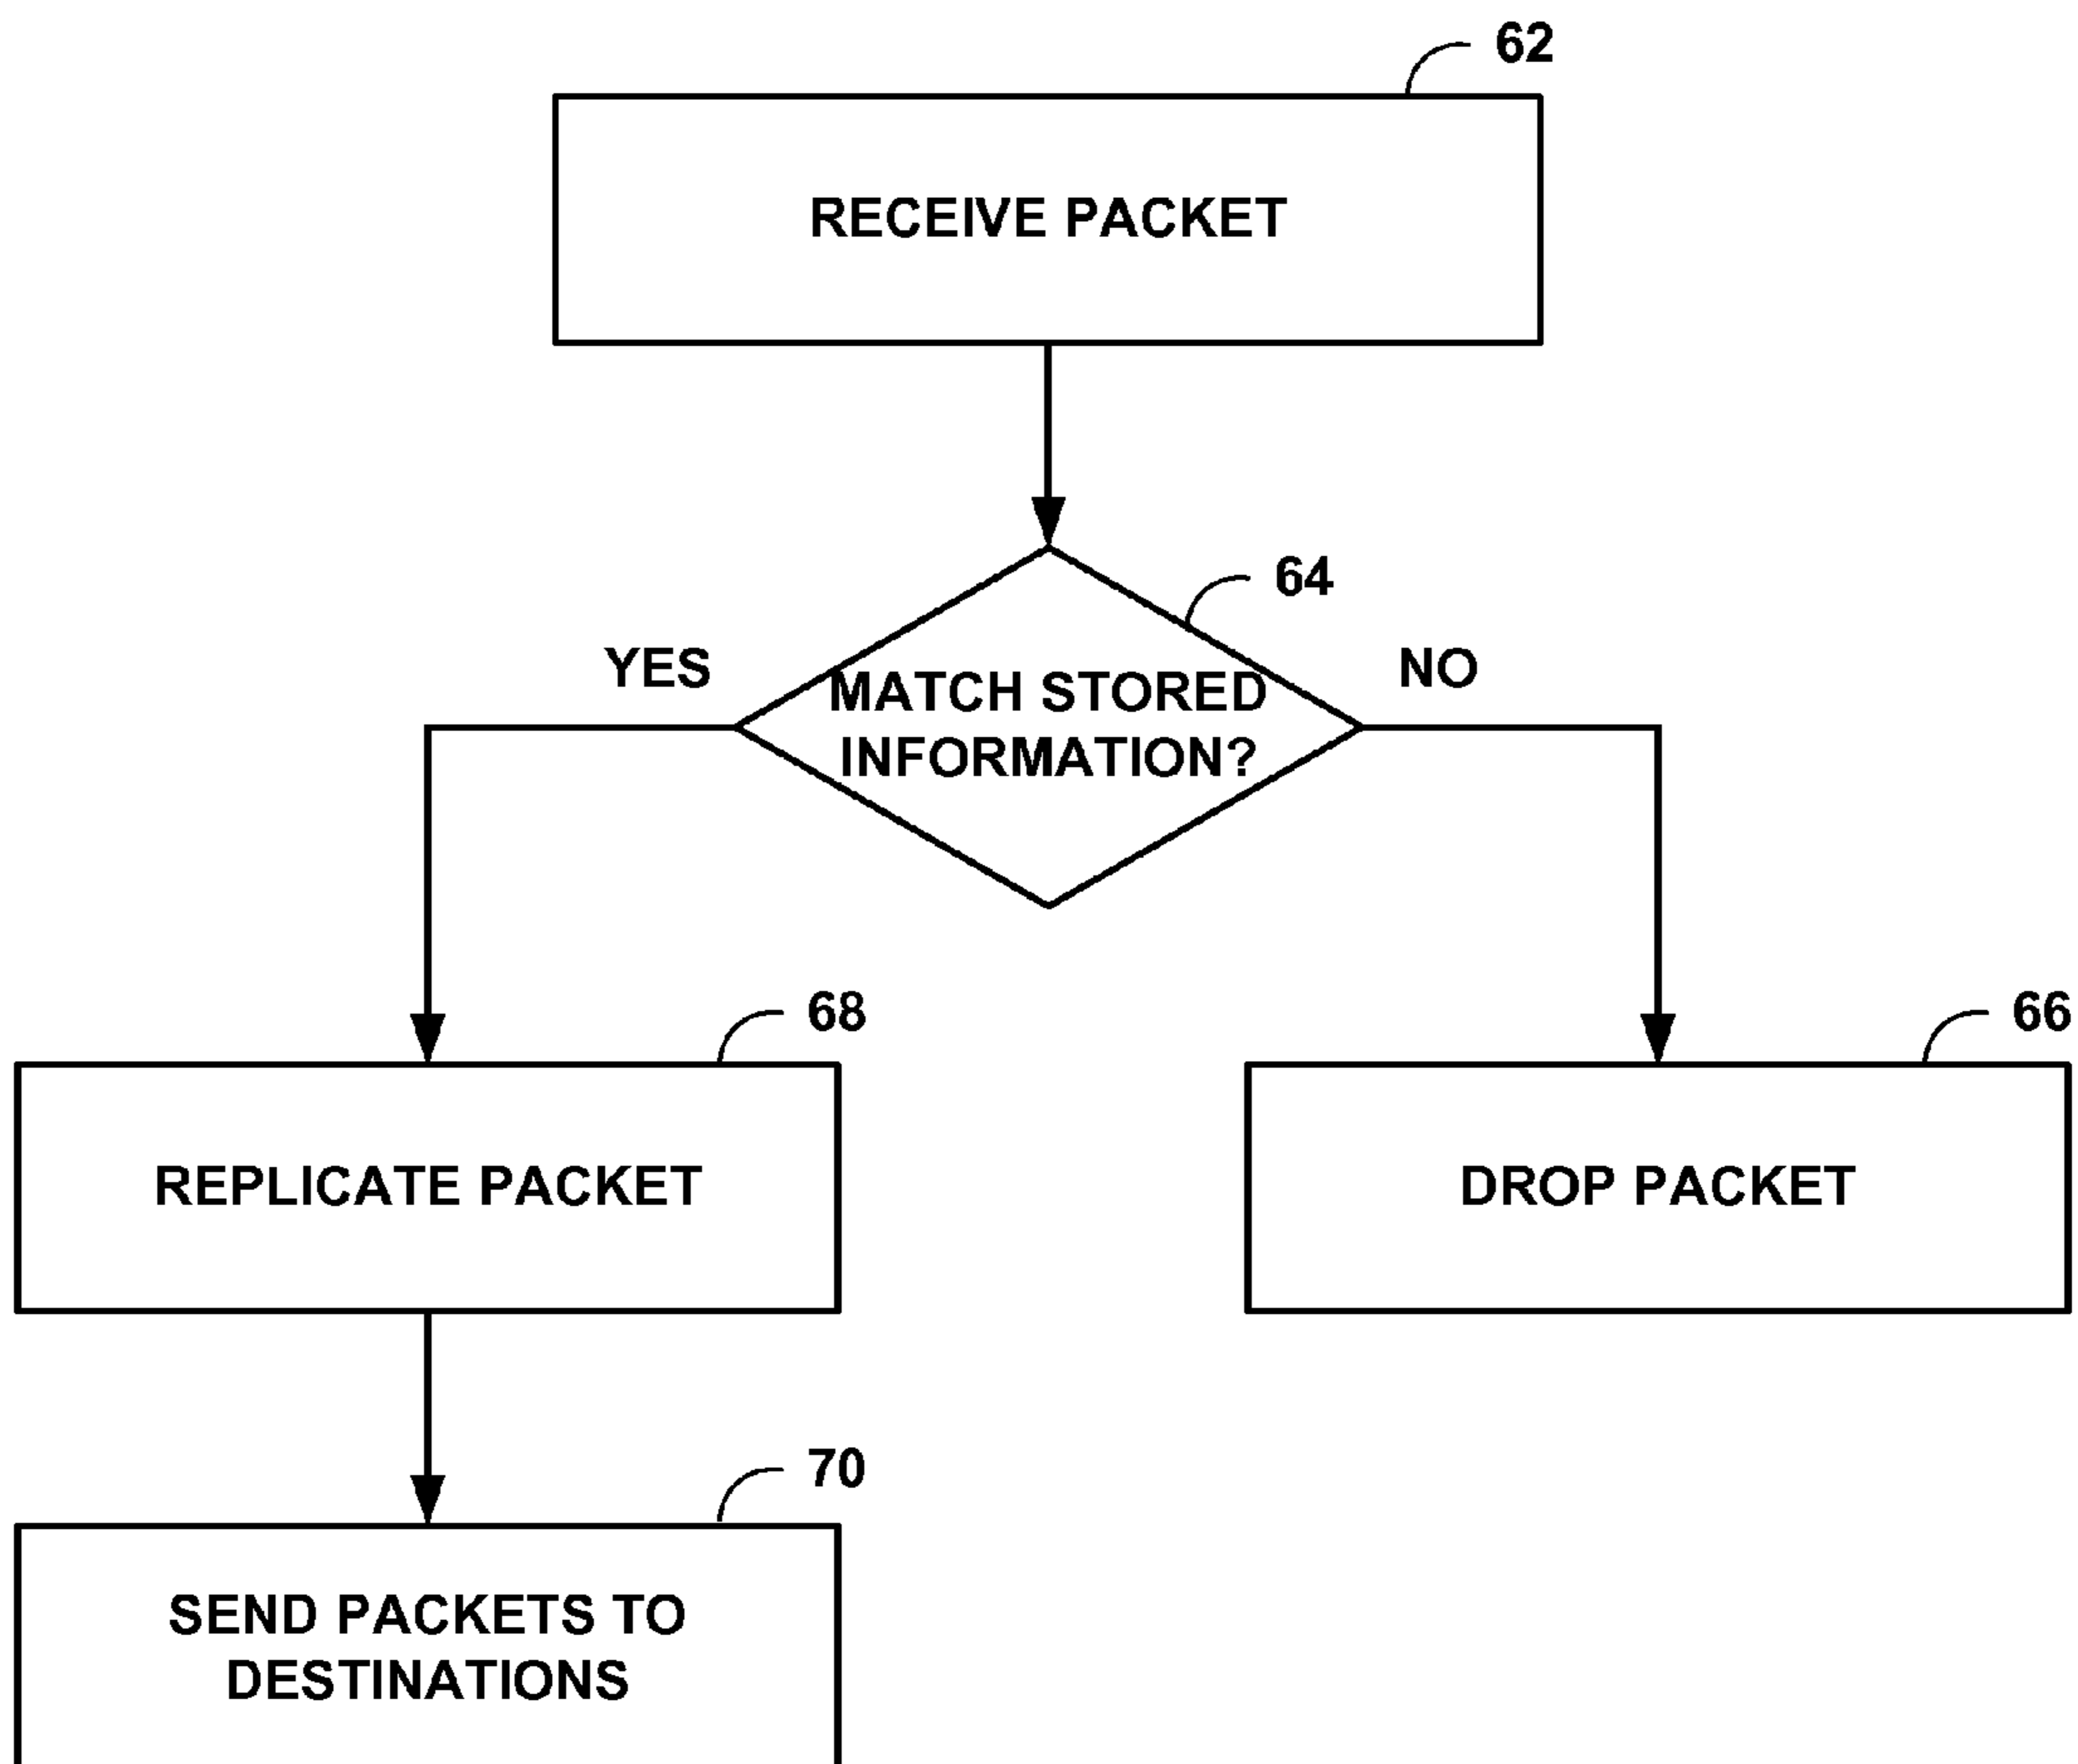 62
RECEIVE PACKET
64
YES
NO
MATCH STORED
INFORMATION?
68
66
REPLICATE PACKET
DROP PACKET
70
SEND PACKETS TO
DESTINATIONS